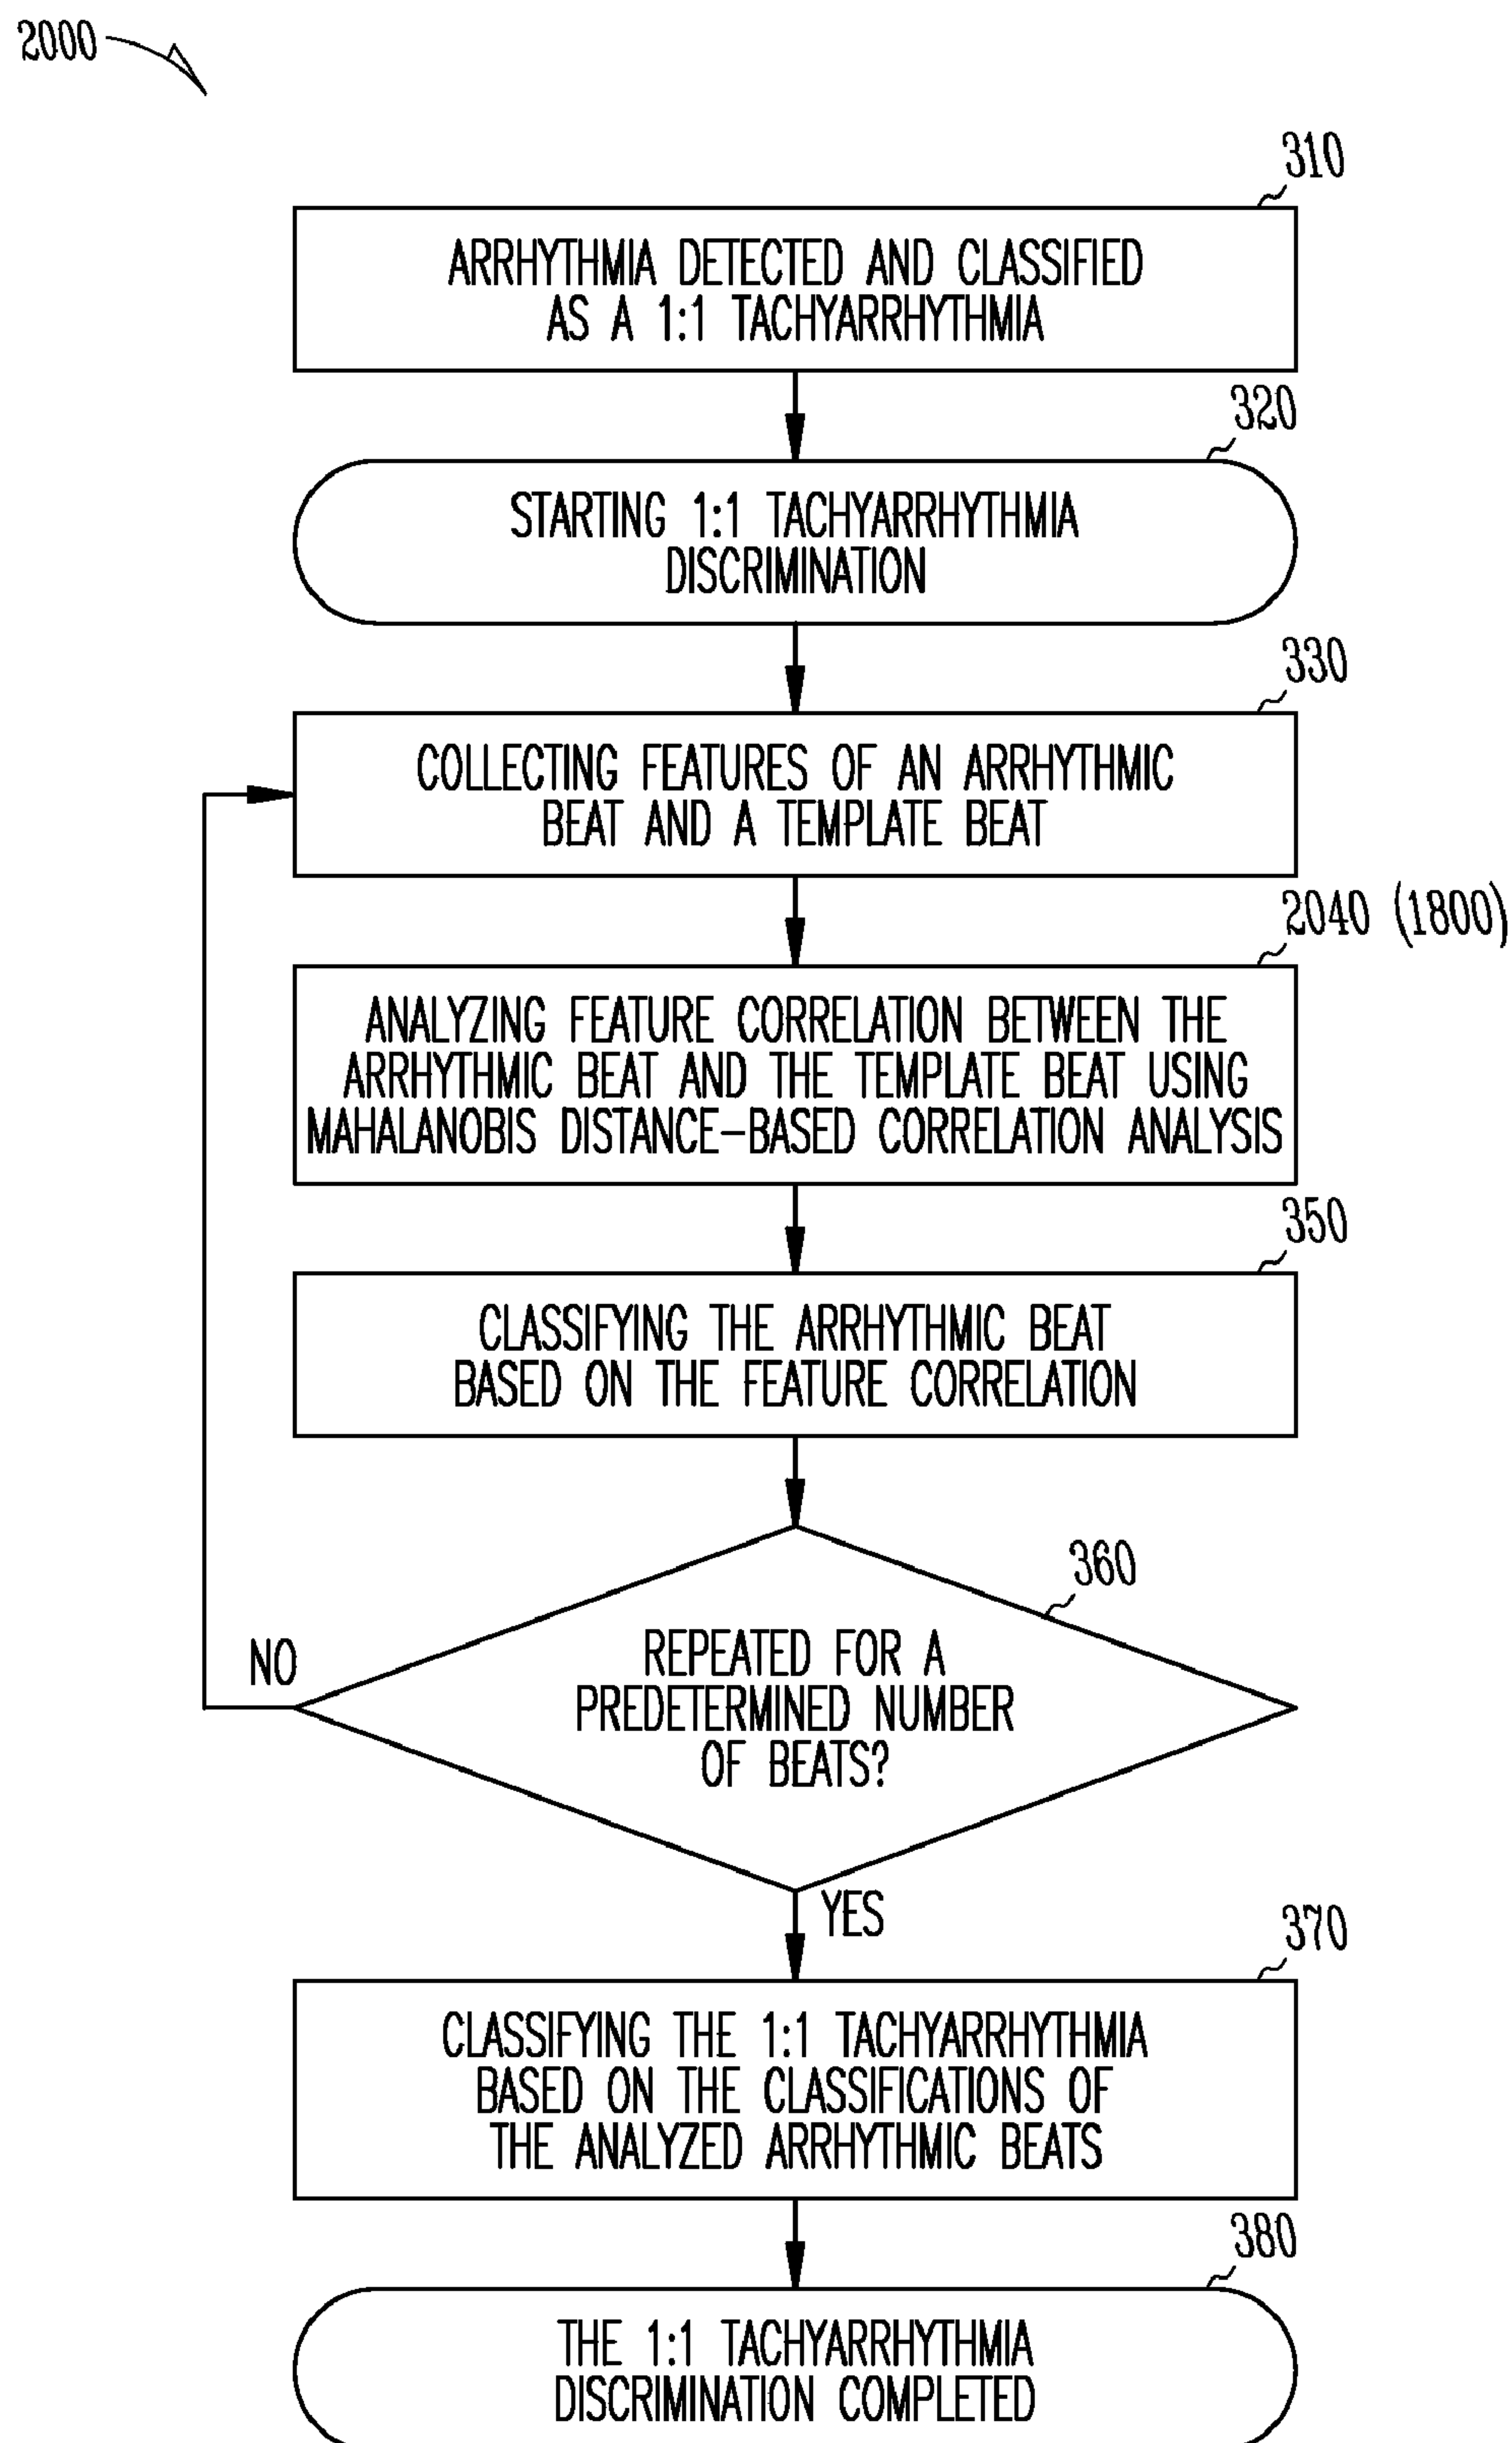 2000
310
ARRHYTHMIA DETECTED AND CLASSIFIED
AS A 1:1 TACHYARRHYTHMIA
320
STARTING 1:1 TACHYARRHYTHMIA
DISCRIMINATION
330
COLLECTING FEATURES OF AN ARRHYTHMIC
BEAT AND A TEMPLATE BEAT
2040 (1800)
ANALYZING FEATURE CORRELATION BETWEEN THE
ARRHYTHMIC BEAT AND THE TEMPLATE BEAT USING
MAHALANOBIS DISTANCE-BASED CORRELATION ANALYSIS
350
CLASSIFYING THE ARRHYTHMIC BEAT
BASED ON THE FEATURE CORRELATION
360
REPEATED FOR A
PREDETERMINED NUMBER
OF BEATS?
NO
YES
370
CLASSIFYING THE 1:1 TACHYARRHYTHMIA
BASED ON THE CLASSIFICATIONS OF
THE ANALYZED ARRHYTHMIC BEATS
380
THE 1:1 TACHYARRHYTHMIA
DISCRIMINATION COMPLETED